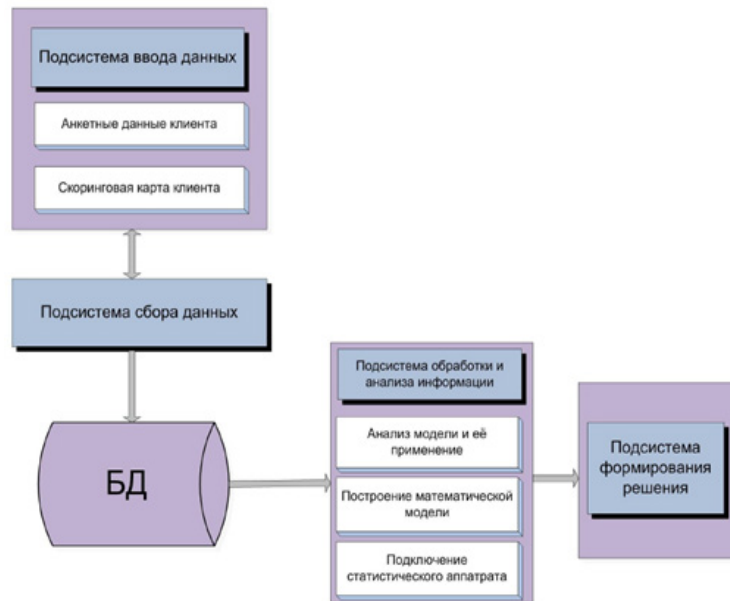 Подсистема ввода данных
Анкетные данные клиента
Скоринговая карта клиента
Подсистема сбора данных
БД
Подсистема обработки и
анализа информации
Анализ модели и её
применение
Построение математической
модели
Подключение
статистического аппатрата
Подсистема
формирования
решения